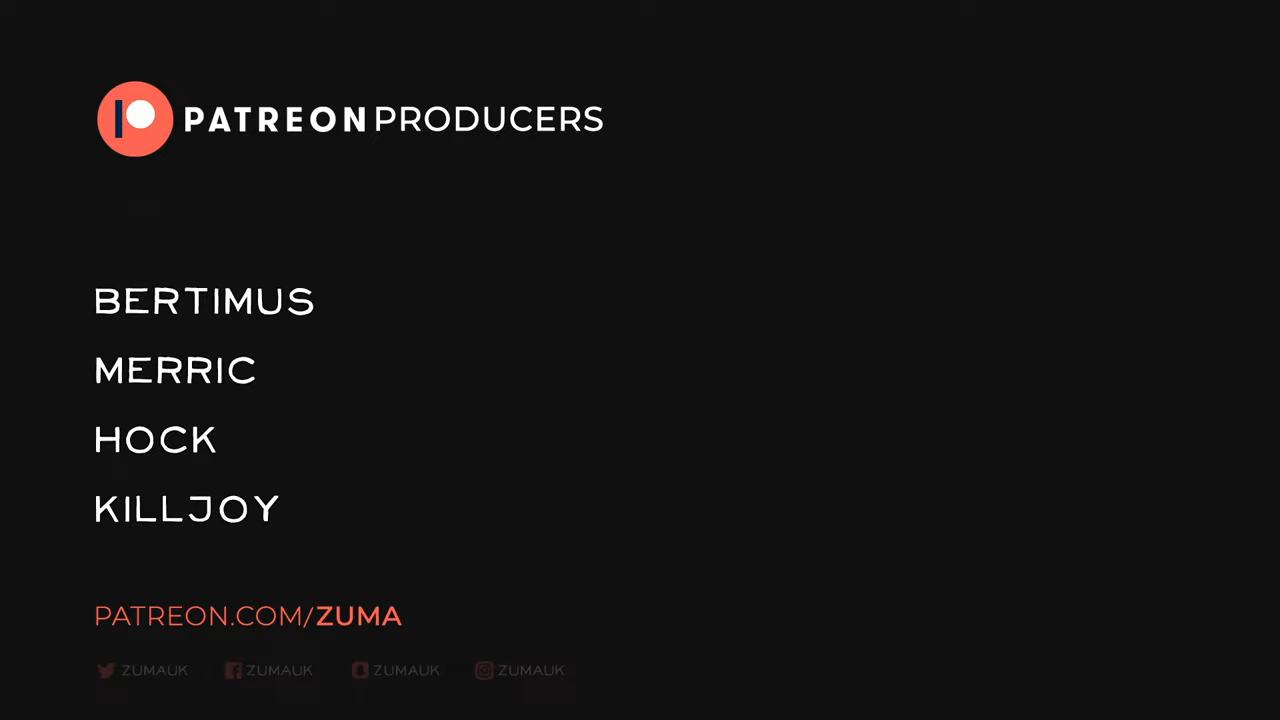 PATREON PRODUCERS
BERTIMUS
MERRIC
HOCK
KILLJOY
PATREON.COM/ZUMA
ZUMAUK ZUMAUK ZUMAUK ZUMAUK